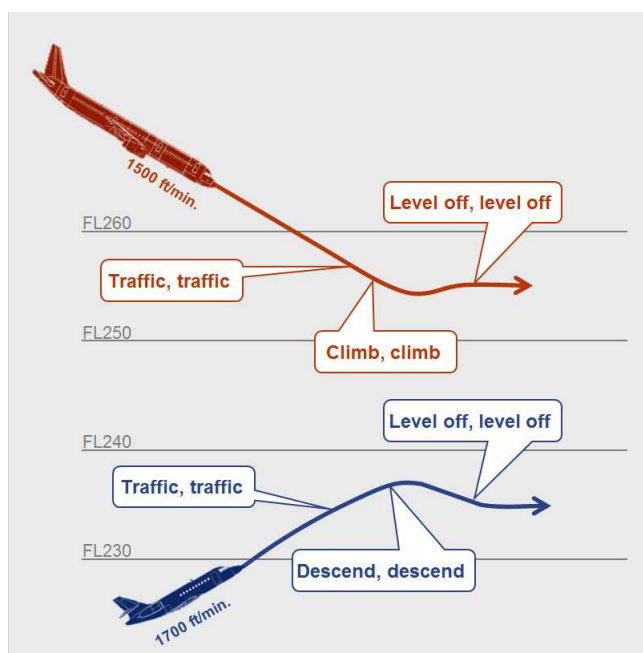 1500 ft/min.
Level off, level off
FL260
Traffic, traffic
FL250
Climb, climb
Level off, level off
FL240
Traffic, traffic
FL230
Descend, descend
1700 ft/min.